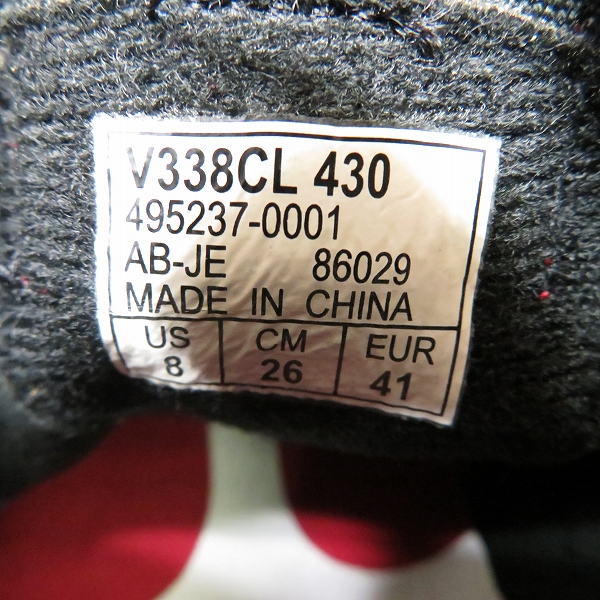 V338CL 430
495237-0001
AB-JE 86029
MADE IN CHINA
US CM EUR
8 26 41